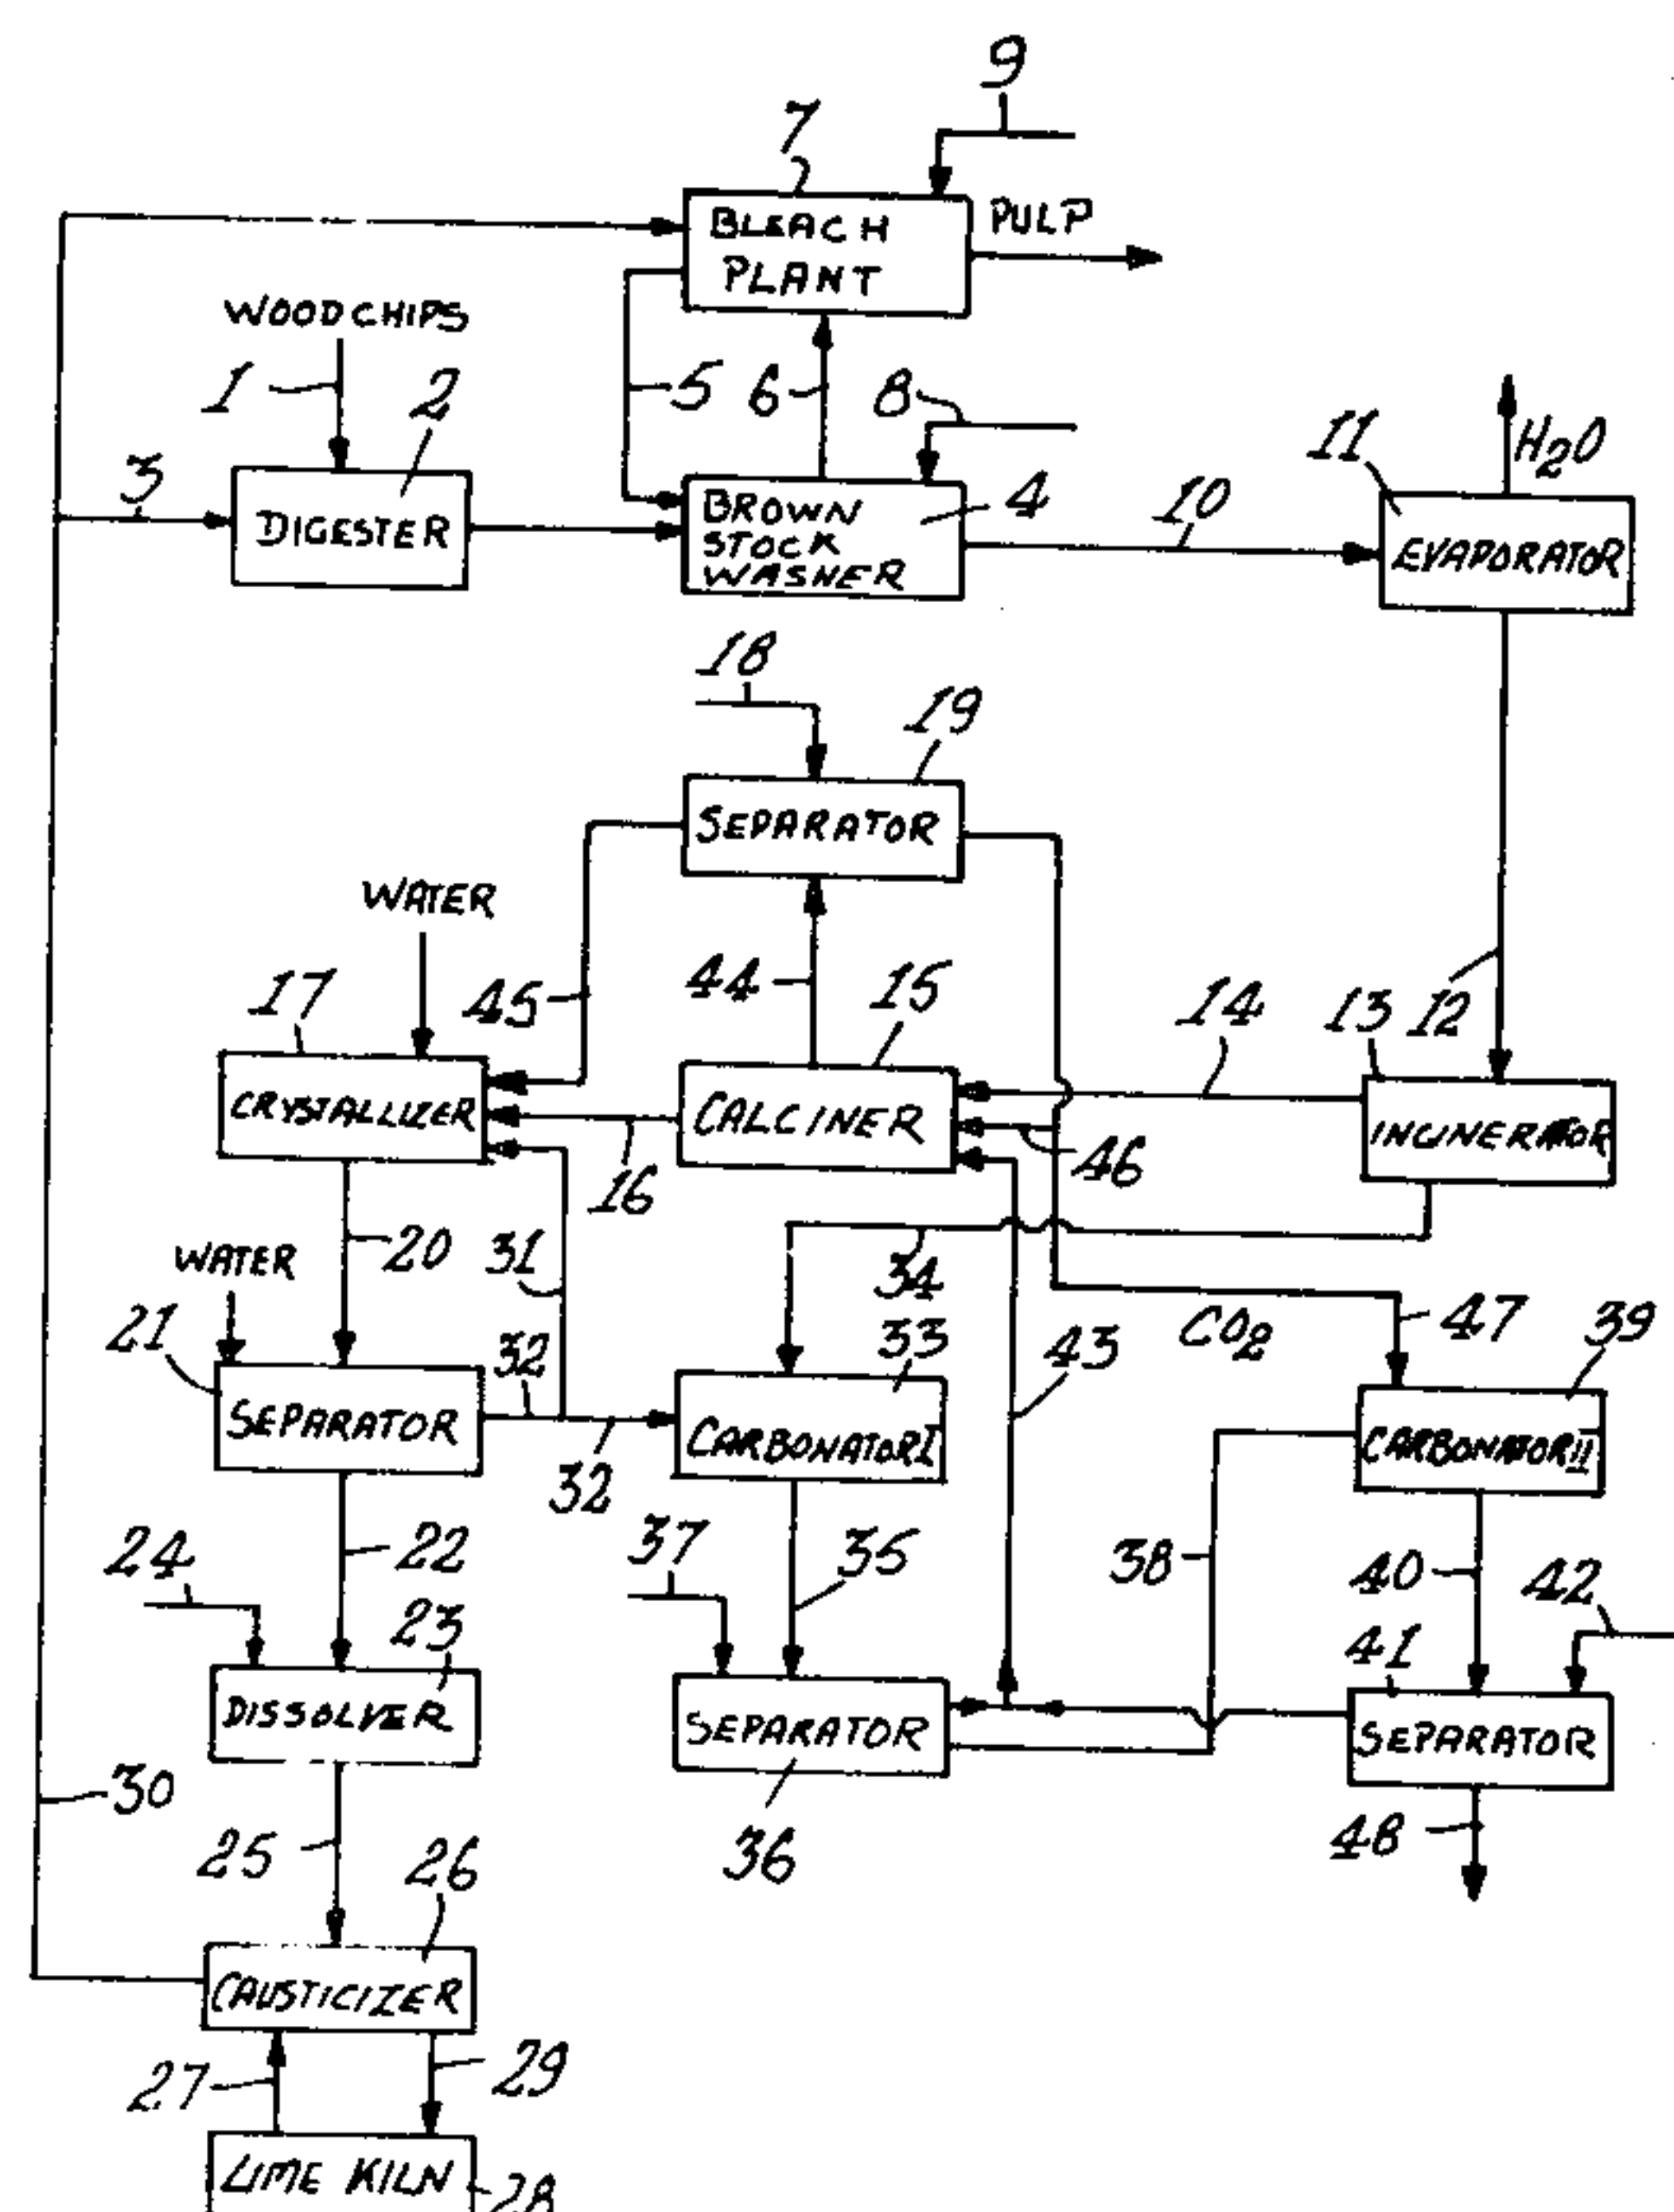 9
7
BLEACH
PLANT
PULP
WOODCHIPS
1
2
5
6
8
3
DIGESTER
BROWN
STOCK
WASHER
4
10
11
H2O
EVAPORATOR
18
19
SEPARATOR
WATER
17
45
44
15
14
13
12
CRYSTALLIZER
CALCINER
INCINERATOR
16
46
WATER
20
31
34
CO2
47
39
21
32
33
43
SEPARATOR
CARBONATOR I
CARBONATOR II
32
24
22
37
35
38
40
42
23
41
DISSOLVER
SEPARATOR
SEPARATOR
30
25
26
36
48
CAUSTICIZER
27
29
LIME KILN
28